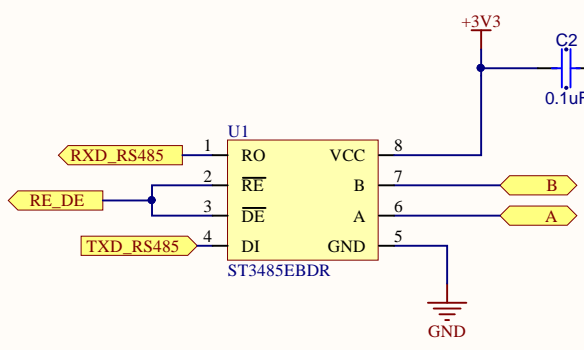 +3V3
C2
0.1uF
U1
RXD_RS485 1 RO VCC 8
RE_DE 2 RE B 7 B
3 DE A 6 A
TXD_RS485 4 DI GND 5
ST3485EBDR
GND